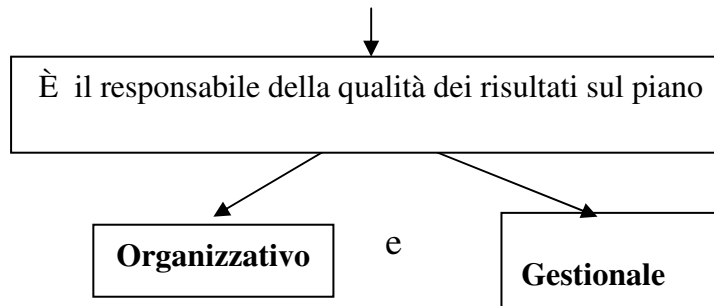 È il responsabile della qualità dei risultati sul piano
Organizzativo e
Gestionale